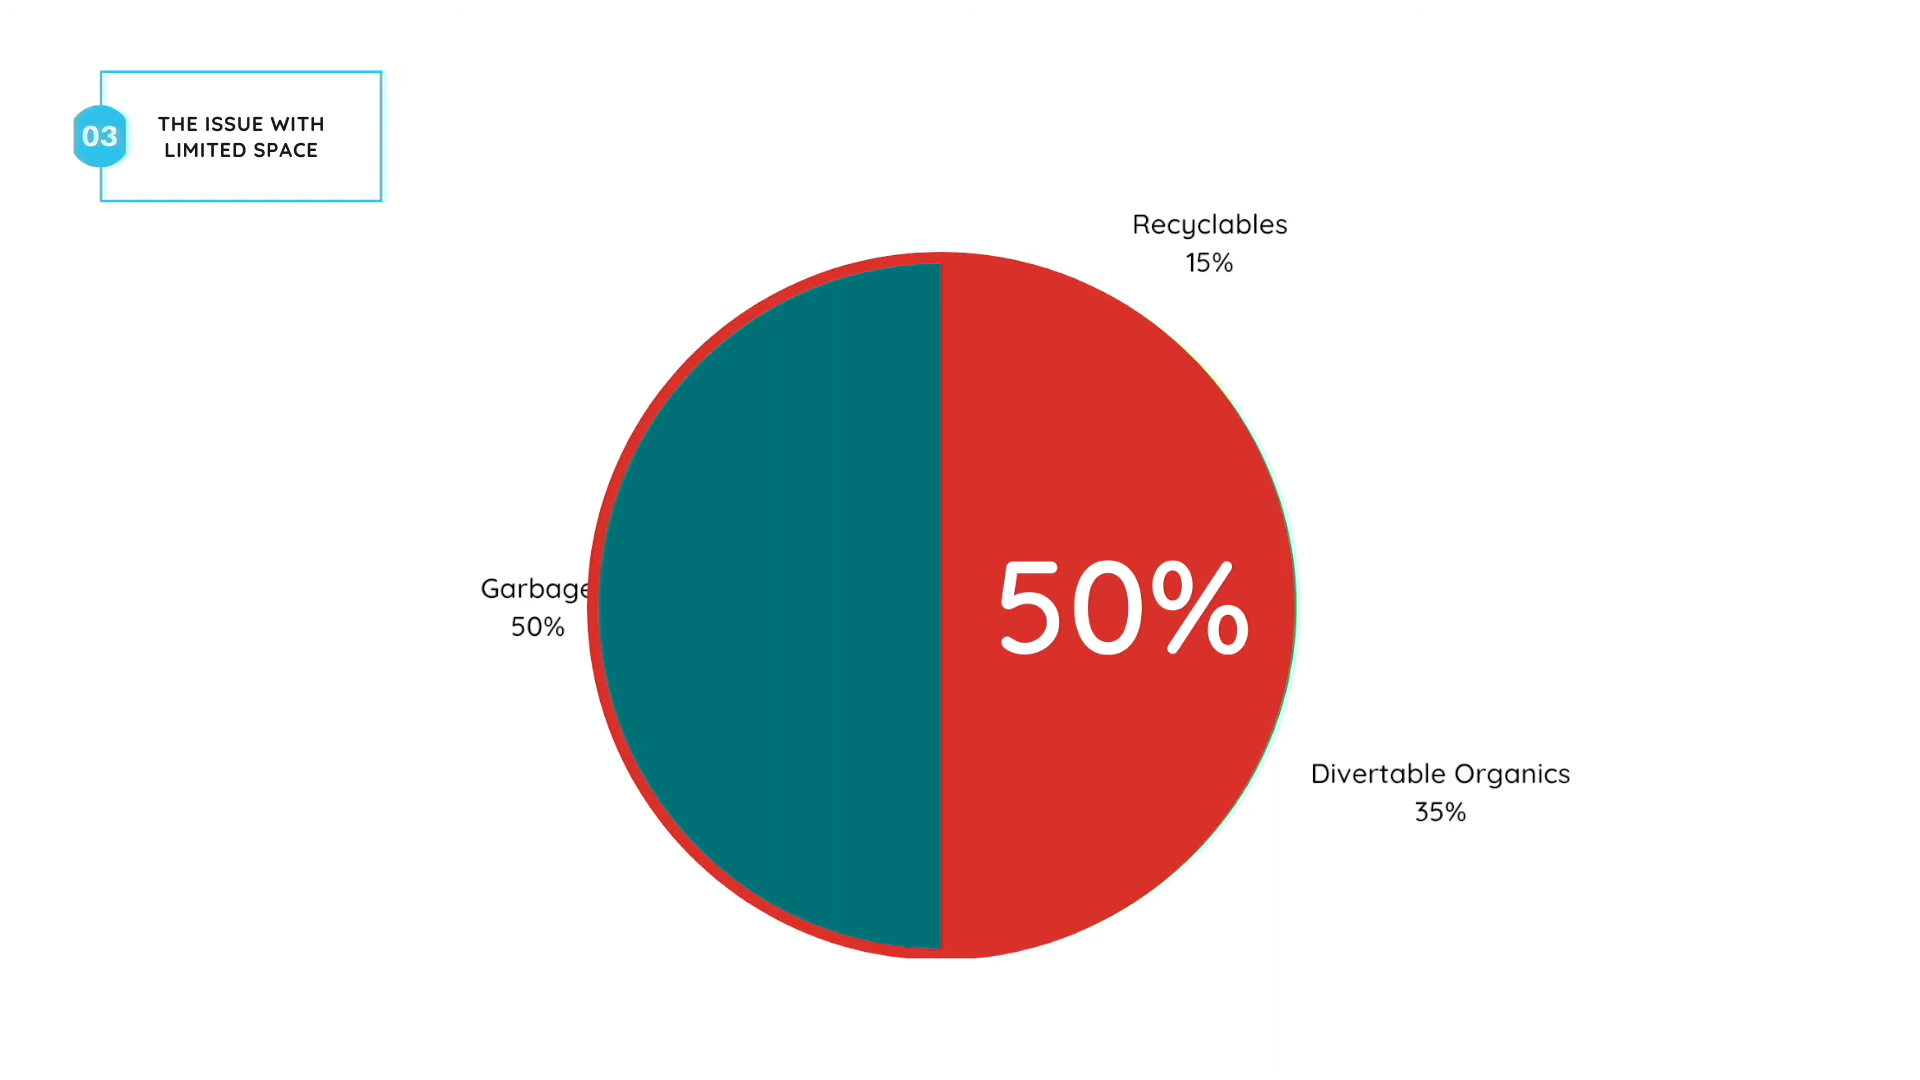 03
THE ISSUE WITH
LIMITED SPACE
Recyclables
15%
Garbage
50%
50%
Divertable Organics
35%